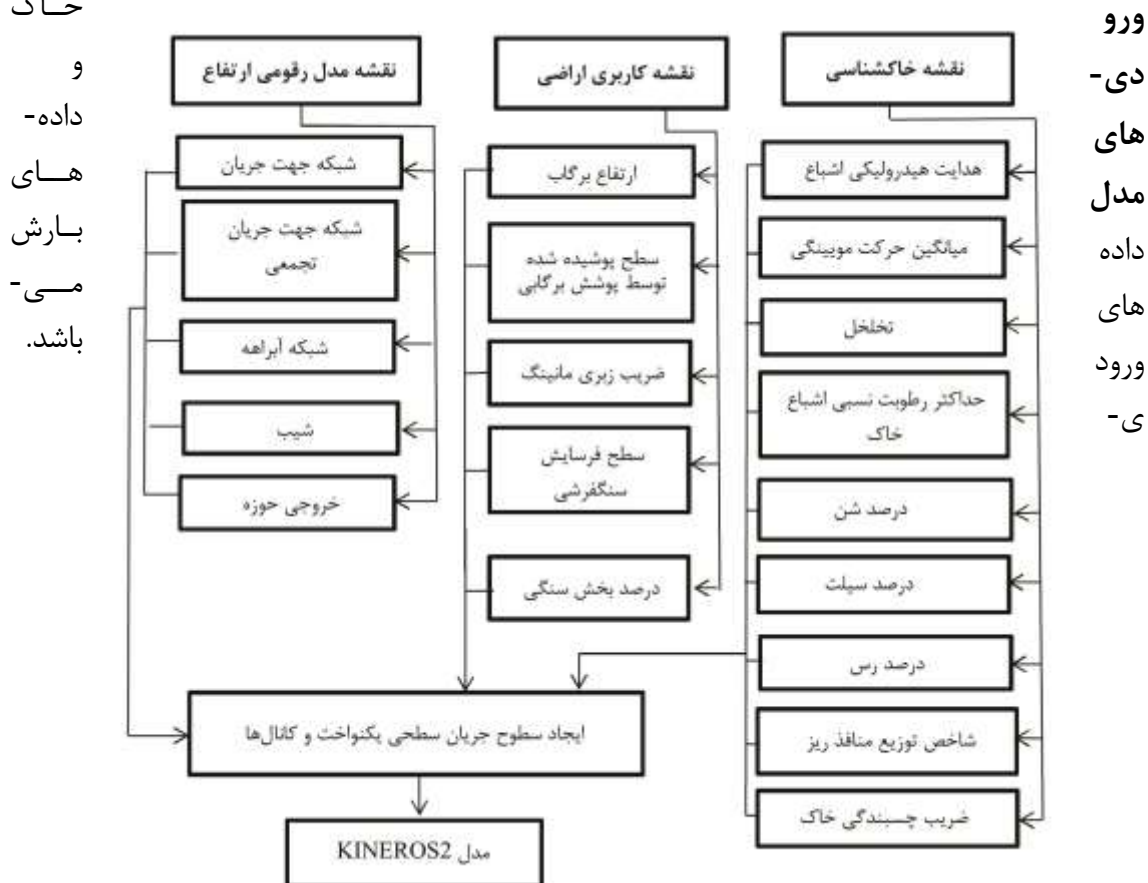 ورو
دی-
های
مدل
داده
های
ورود
ی-
خــاک
و
داده-
هــای
بــارش
مـــی-
باشد.
نقشه خاکشناسی
هدایت هیدرولیکی اشباع
میانگین حرکت مویینگی
تخلخل
حداکثر رطوبت نسبی اشباع
خاک
درصد شن
درصد سیلت
درصد رس
شاخص توزیع منافذ ریز
ضریب چسبندگی خاک
نقشه کاربری اراضی
ارتفاع برگاب
سطح پوشیده شده
توسط پوشش برگابی
ضریب زبری مانینگ
سطح فرسایش
سنگفرشی
درصد بخش سنگی
نقشه مدل رقومی ارتفاع
شبکه جهت جریان
شبکه جهت جریان
تجمعی
شبکه آبراهه
شیب
خروجی حوزه
ایجاد سطوح جریان سطحی یکنواخت و کانال‌ها
مدل KINEROS2